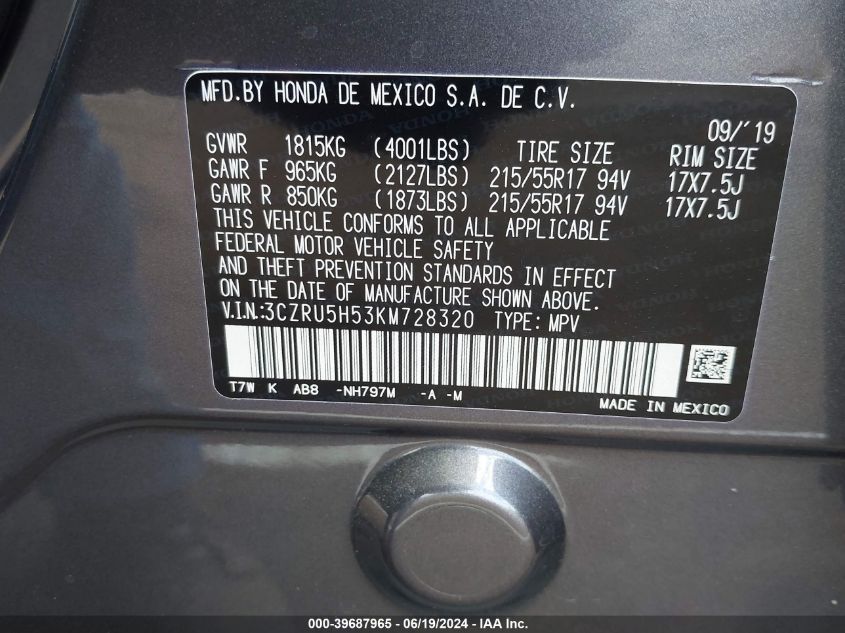 MFD.BY HONDA DE MEXICO S.A. DE C.V.
09/'19
GVWR 1815KG (4001LBS) TIRE SIZE RIM SIZE
GAWR F 965KG (2127LBS) 215/55R17 94V 17X7.5J
GAWR R 850KG (1873LBS) 215/55R17 94V 17X7.5J
THIS VEHICLE CONFORMS TO ALL APPLICABLE
FEDERAL MOTOR VEHICLE SAFETY
AND THEFT PREVENTION STANDARDS IN EFFECT
ON THE DATE OF MANUFACTURE SHOWN ABOVE.
V.I.N.:3CZRU5H53KM728320 TYPE: MPV
T7W K AB8 -NH797M -A -M
MADE IN MEXICO
000-39687965 - 06/19/2024 - IAA Inc.